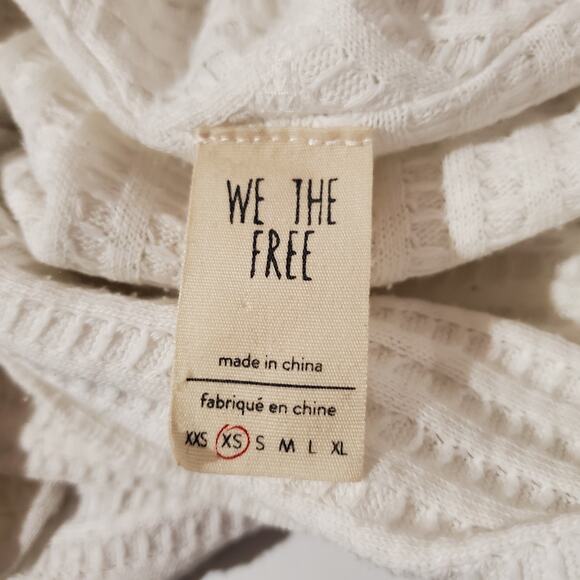 WE THE
FREE
made in china
fabriqué en chine
XXS XS S M L XL